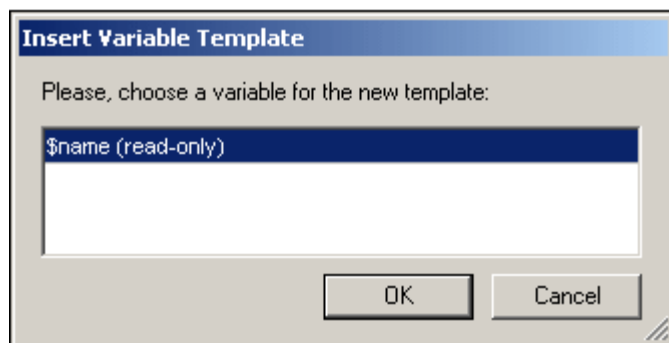 Insert Variable Template
Please, choose a variable for the new template:
$name (read-only)
OK
Cancel